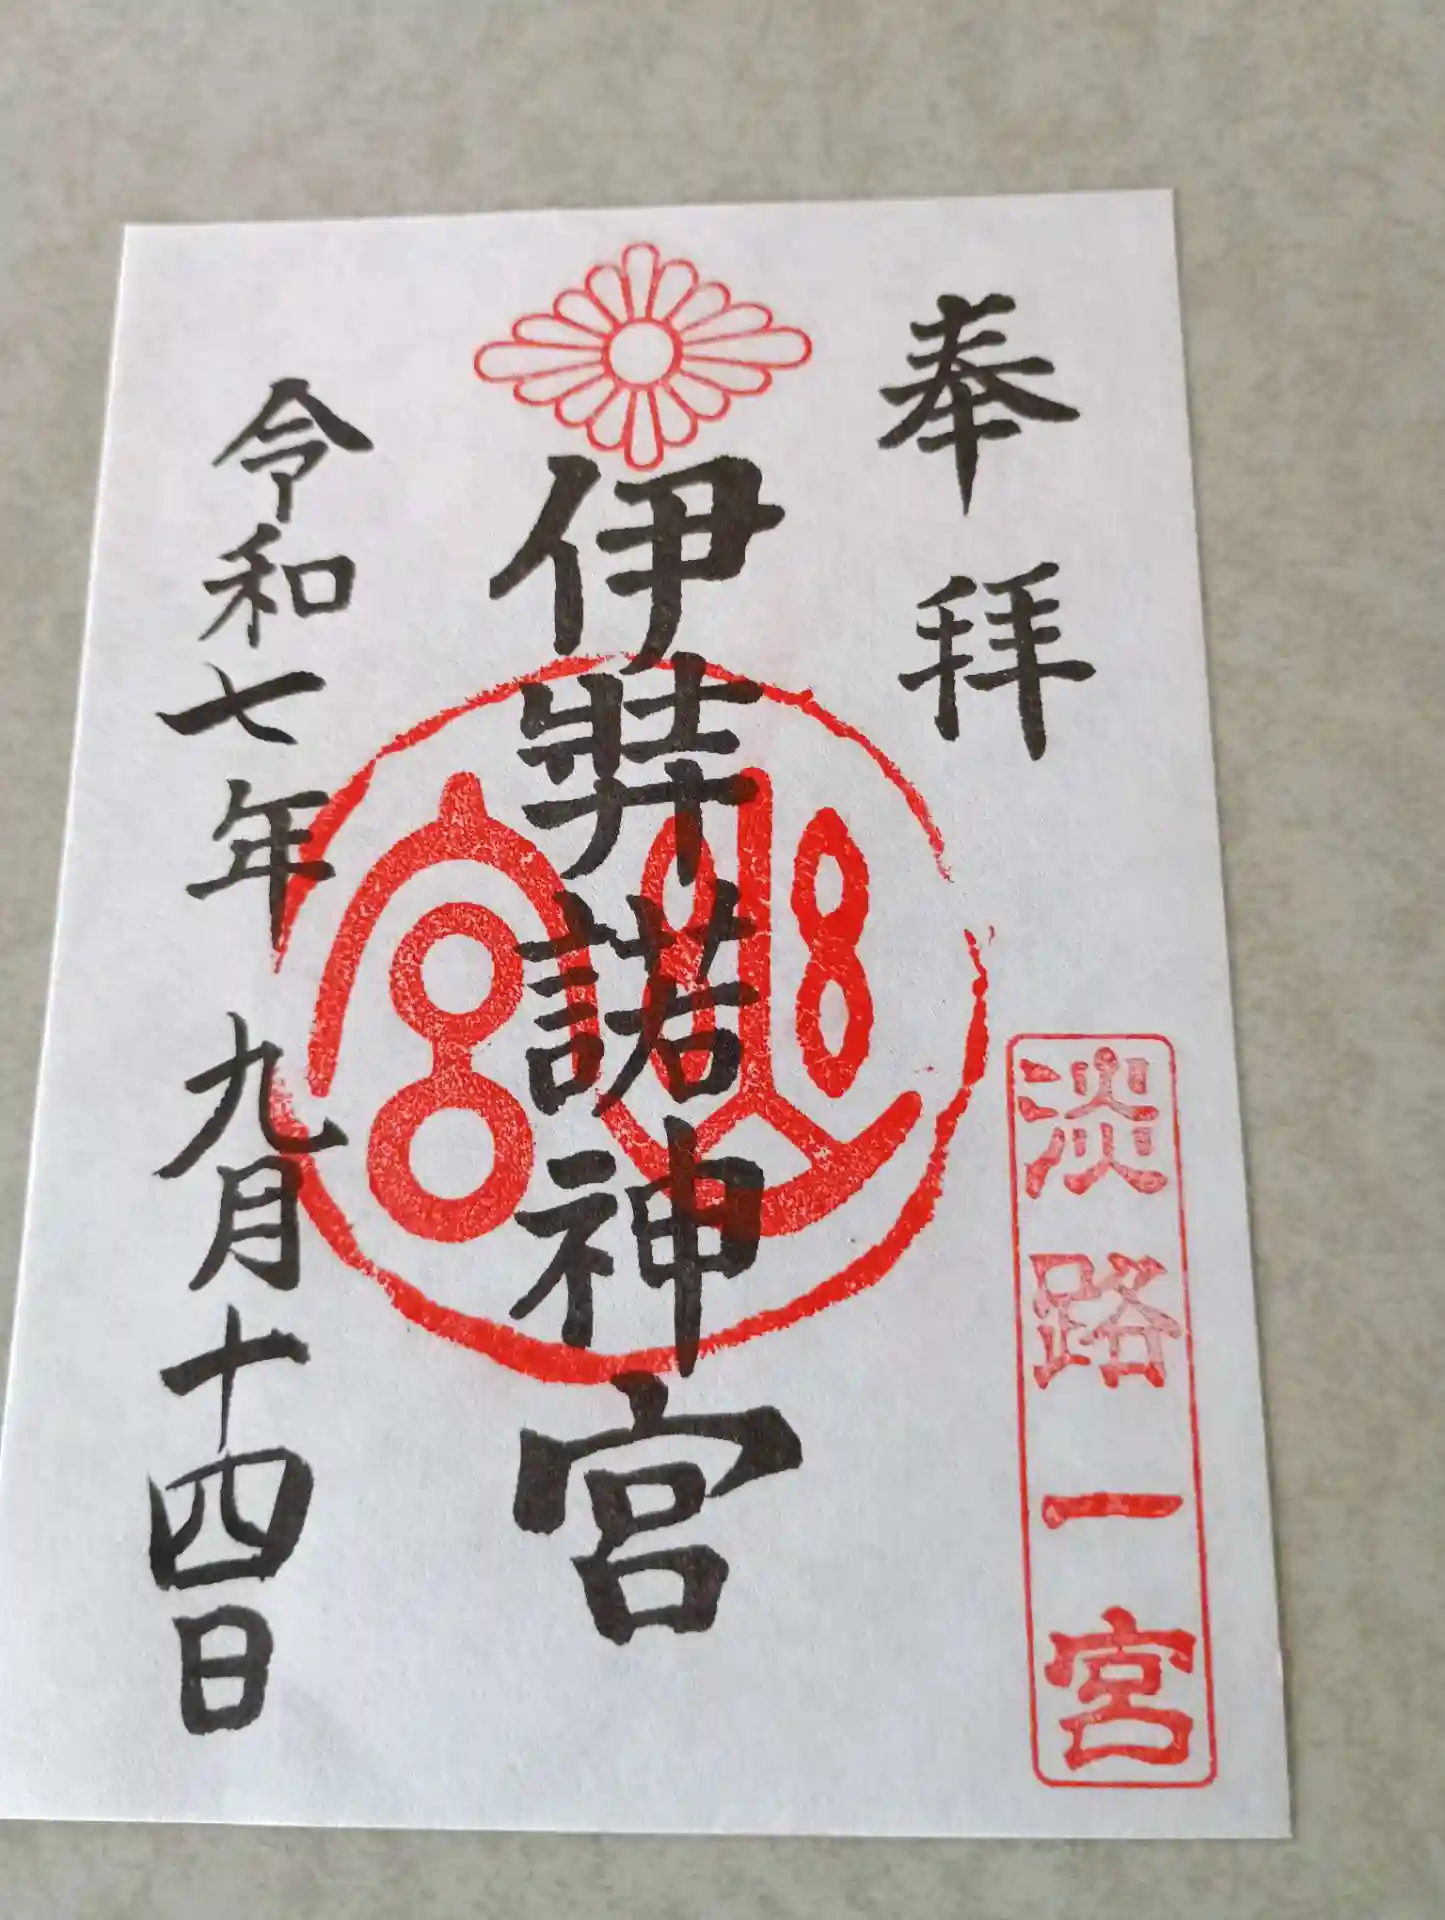 奉拝
淡路一宮
伊弉諾神宮
令和七年 九月十四日